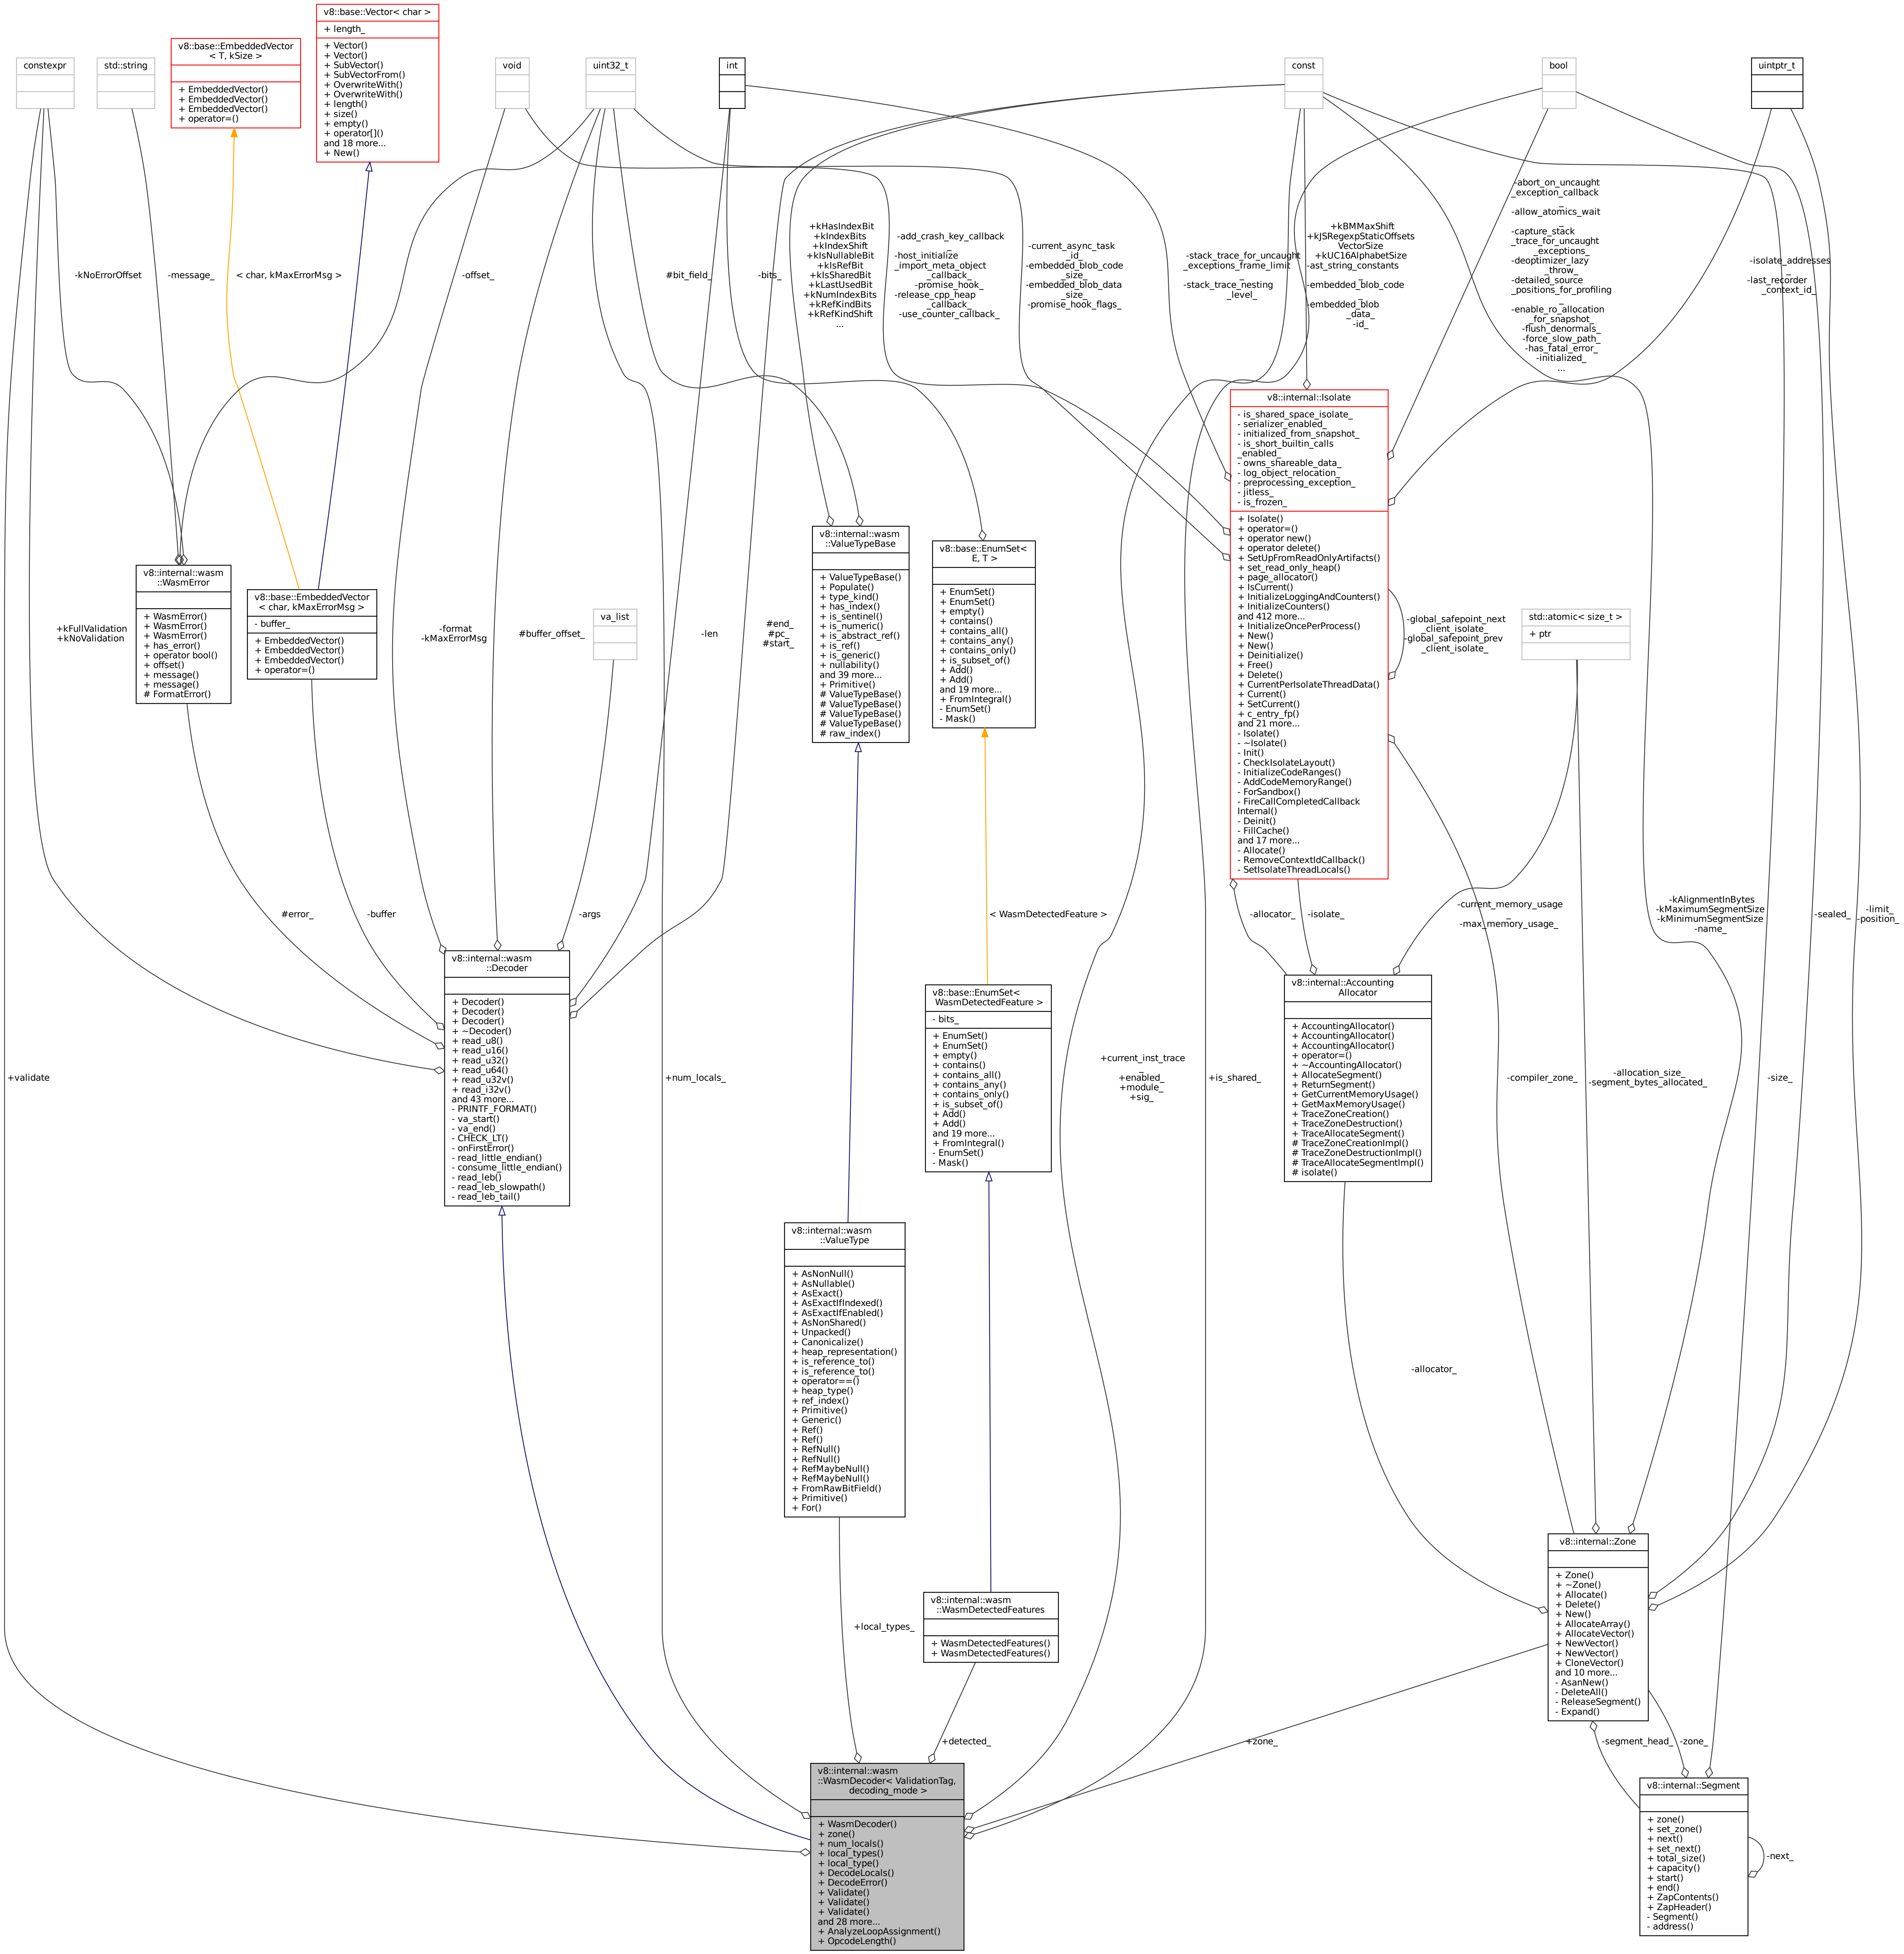 v8::base::Vector< char >
+ length_
+ Vector()
+ Vector()
+ SubVector()
+ SubVectorFrom()
+ OverwriteWith()
+ OverwriteWith()
+ length()
+ size()
+ empty()
+ operator[]()
and 18 more...
+ New()
v8::base::EmbeddedVector
< T, kSize >
+ EmbeddedVector()
+ EmbeddedVector()
+ EmbeddedVector()
+ operator=()
constexpr
std::string
void
uint32_t
int
const
bool
uintptr_t
-kNoErrorOffset
-message_
< char, kMaxErrorMsg >
-offset_
#bit_field_
-bits_
+kHasIndexBit
+kIndexBits
+kIndexShift
+kIsNullableBit
+kIsRefBit
+kIsSharedBit
+kLastUsedBit
+kNumIndexBits
+kRefKindBits
+kRefKindShift
...
-add_crash_key_callback
_
-host_initialize
_import_meta_object
_callback_
-promise_hook_
-release_cpp_heap
_callback_
-use_counter_callback_
-current_async_task
_id_
-embedded_blob_code
_size_
-embedded_blob_data
_size_
-promise_hook_flags_
-stack_trace_for_uncaught
_exceptions_frame_limit
_
-stack_trace_nesting
_level_
+kBMMaxShift
+kJSRegexpStaticOffsets
VectorSize
+kUC16AlphabetSize
-ast_string_constants
_
-embedded_blob_code
_
-embedded_blob
_data_
-id_
-abort_on_uncaught
_exception_callback
_
-allow_atomics_wait
_
-capture_stack
_trace_for_uncaught
_exceptions_
-deoptimizer_lazy
_throw_
-detailed_source
_positions_for_profiling
_
-enable_ro_allocation
_for_snapshot_
-flush_denormals_
-force_slow_path_
-has_fatal_error_
-initialized_
...
-isolate_addresses
_
-last_recorder
_context_id_
v8::internal::Isolate
- is_shared_space_isolate_
- serializer_enabled_
- initialized_from_snapshot_
- is_short_builtin_calls
_enabled_
- owns_shareable_data_
- log_object_relocation_
- preprocessing_exception_
- jitless_
- is_frozen_
+ Isolate()
+ operator=()
+ operator new()
+ operator delete()
+ SetUpFromReadOnlyArtifacts()
+ set_read_only_heap()
+ page_allocator()
+ IsCurrent()
+ InitializeLoggingAndCounters()
+ InitializeCounters()
and 412 more...
+ InitializeOncePerProcess()
+ New()
+ New()
+ Deinitialize()
+ Free()
+ Delete()
+ CurrentPerIsolateThreadData()
+ Current()
+ SetCurrent()
+ c_entry_fp()
and 21 more...
- Isolate()
- ~Isolate()
- Init()
- CheckIsolateLayout()
- InitializeCodeRanges()
- AddCodeMemoryRange()
- ForSandbox()
- FireCallCompletedCallback
Internal()
- Deinit()
- FillCache()
and 17 more...
- Allocate()
- RemoveContextIdCallback()
- SetIsolateThreadLocals()
-global_safepoint_next
_client_isolate_
-global_safepoint_prev
_client_isolate_
v8::internal::wasm
::WasmError
+ WasmError()
+ WasmError()
+ WasmError()
+ has_error()
+ operator bool()
+ offset()
+ message()
+ message()
# FormatError()
v8::base::EmbeddedVector
< char, kMaxErrorMsg >
- buffer_
+ EmbeddedVector()
+ EmbeddedVector()
+ EmbeddedVector()
+ operator=()
v8::internal::wasm
::ValueTypeBase
+ ValueTypeBase()
+ Populate()
+ type_kind()
+ has_index()
+ is_sentinel()
+ is_numeric()
+ is_abstract_ref()
+ is_ref()
+ is_generic()
+ nullability()
and 39 more...
+ Primitive()
# ValueTypeBase()
# ValueTypeBase()
# ValueTypeBase()
# ValueTypeBase()
# raw_index()
v8::base::EnumSet<
E, T >
+ EnumSet()
+ EnumSet()
+ empty()
+ contains()
+ contains_all()
+ contains_any()
+ contains_only()
+ is_subset_of()
+ Add()
+ Add()
and 19 more...
+ FromIntegral()
- EnumSet()
- Mask()
va_list
std::atomic< size_t >
+ ptr
+kFullValidation
+kNoValidation
-format
-kMaxErrorMsg
#buffer_offset_
-len
#end_
#pc_
#start_
#error_
-buffer
-args
< WasmDetectedFeature >
-allocator_
-isolate_
-current_memory_usage
_
-max_memory_usage_
-kAlignmentInBytes
-kMaximumSegmentSize
-kMinimumSegmentSize
-name_
-sealed_
-limit_
-position_
v8::internal::wasm
::Decoder
+ Decoder()
+ Decoder()
+ Decoder()
+ ~Decoder()
+ read_u8()
+ read_u16()
+ read_u32()
+ read_u64()
+ read_u32v()
+ read_i32v()
and 43 more...
- PRINTF_FORMAT()
- va_start()
- va_end()
- CHECK_LT()
- onFirstError()
- read_little_endian()
- consume_little_endian()
- read_leb()
- read_leb_slowpath()
- read_leb_tail()
v8::base::EnumSet<
WasmDetectedFeature >
- bits_
+ EnumSet()
+ EnumSet()
+ empty()
+ contains()
+ contains_all()
+ contains_any()
+ contains_only()
+ is_subset_of()
+ Add()
+ Add()
and 19 more...
+ FromIntegral()
- EnumSet()
- Mask()
v8::internal::Accounting
Allocator
+ AccountingAllocator()
+ AccountingAllocator()
+ AccountingAllocator()
+ operator=()
+ ~AccountingAllocator()
+ AllocateSegment()
+ ReturnSegment()
+ GetCurrentMemoryUsage()
+ GetMaxMemoryUsage()
+ TraceZoneCreation()
+ TraceZoneDestruction()
+ TraceAllocateSegment()
# TraceZoneCreationImpl()
# TraceZoneDestructionImpl()
# TraceAllocateSegmentImpl()
# isolate()
+validate
+num_locals_
+current_inst_trace
_
+enabled_
+module_
+sig_
+is_shared_
-compiler_zone_
-allocation_size_
-segment_bytes_allocated_
-size_
v8::internal::wasm
::ValueType
+ AsNonNull()
+ AsNullable()
+ AsExact()
+ AsExactIfIndexed()
+ AsExactIfEnabled()
+ AsNonShared()
+ Unpacked()
+ Canonicalize()
+ heap_representation()
+ is_reference_to()
+ is_reference_to()
+ operator==()
+ heap_type()
+ ref_index()
+ Primitive()
+ Generic()
+ Ref()
+ Ref()
+ RefNull()
+ RefNull()
+ RefMaybeNull()
+ RefMaybeNull()
+ FromRawBitField()
+ Primitive()
+ For()
-allocator_
v8::internal::Zone
+ Zone()
+ ~Zone()
+ Allocate()
+ Delete()
+ New()
+ AllocateArray()
+ AllocateVector()
+ NewVector()
+ NewVector()
+ CloneVector()
and 10 more...
- AsanNew()
- DeleteAll()
- ReleaseSegment()
- Expand()
v8::internal::wasm
::WasmDetectedFeatures
+ WasmDetectedFeatures()
+ WasmDetectedFeatures()
+local_types_
+detected_
+zone_
-segment_head_
-zone_
v8::internal::wasm
::WasmDecoder< ValidationTag,
decoding_mode >
+ WasmDecoder()
+ zone()
+ num_locals()
+ local_types()
+ local_type()
+ DecodeLocals()
+ DecodeError()
+ Validate()
+ Validate()
+ Validate()
and 28 more...
+ AnalyzeLoopAssignment()
+ OpcodeLength()
v8::internal::Segment
+ zone()
+ set_zone()
+ next()
+ set_next()
+ total_size()
+ capacity()
+ start()
+ end()
+ ZapContents()
+ ZapHeader()
- Segment()
- address()
-next_